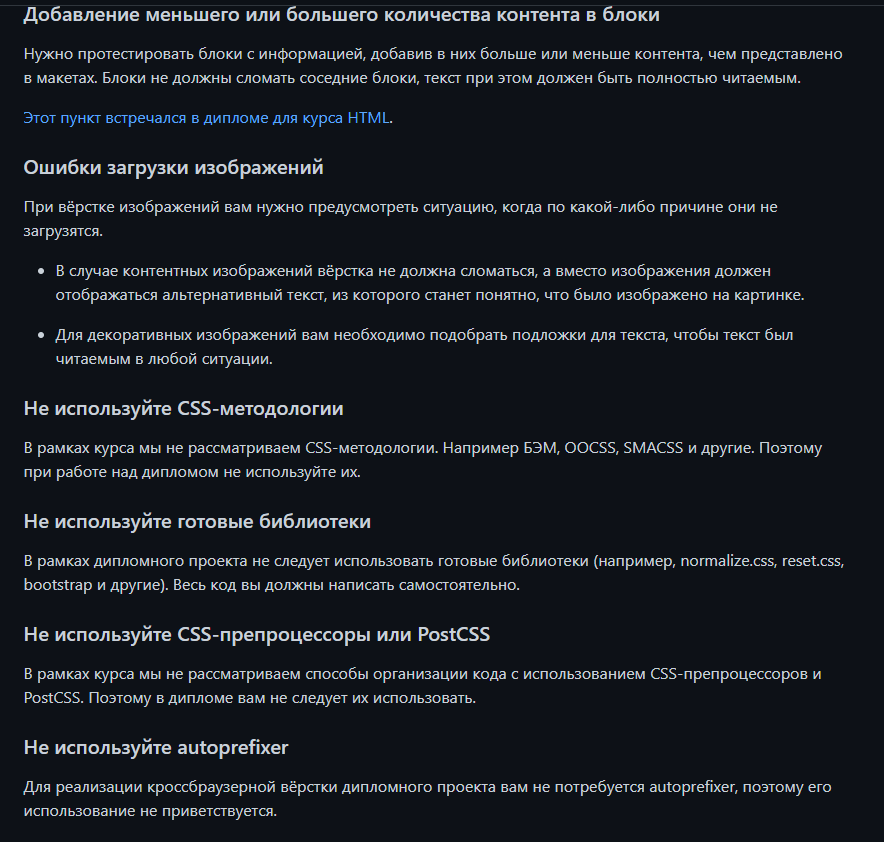 Добавление меньшего или большего количества контента в блоки
Нужно протестировать блоки с информацией, добавив в них больше или меньше контента, чем представлено
в макетах. Блоки не должны сломать соседние блоки, текст при этом должен быть полностью читаемым.
Этот пункт встречался в дипломе для курса HTML.
Ошибки загрузки изображений
При вёрстке изображений вам нужно предусмотреть ситуацию, когда по какой-либо причине они не
загрузятся.
• В случае контентных изображений вёрстка не должна сломаться, а вместо изображения должен
отображаться альтернативный текст, из которого станет понятно, что было изображено на картинке.
• Для декоративных изображений вам необходимо подобрать подложки для текста, чтобы текст был
читаемым в любой ситуации.
Не используйте CSS-методологии
В рамках курса мы не рассматриваем CSS-методологии. Например БЭМ, OOCSS, SMACSS и другие. Поэтому
при работе над дипломом не используйте их.
Не используйте готовые библиотеки
В рамках дипломного проекта не следует использовать готовые библиотеки (например, normalize.css, reset.css,
bootstrap и другие). Весь код вы должны написать самостоятельно.
Не используйте CSS-препроцессоры или PostCSS
В рамках курса мы не рассматриваем способы организации кода с использованием CSS-препроцессоров и
PostCSS. Поэтому в дипломе вам не следует их использовать.
Не используйте autoprefixer
Для реализации кроссбраузерной вёрстки дипломного проекта вам не потребуется autoprefixer, поэтому его
использование не приветствуется.